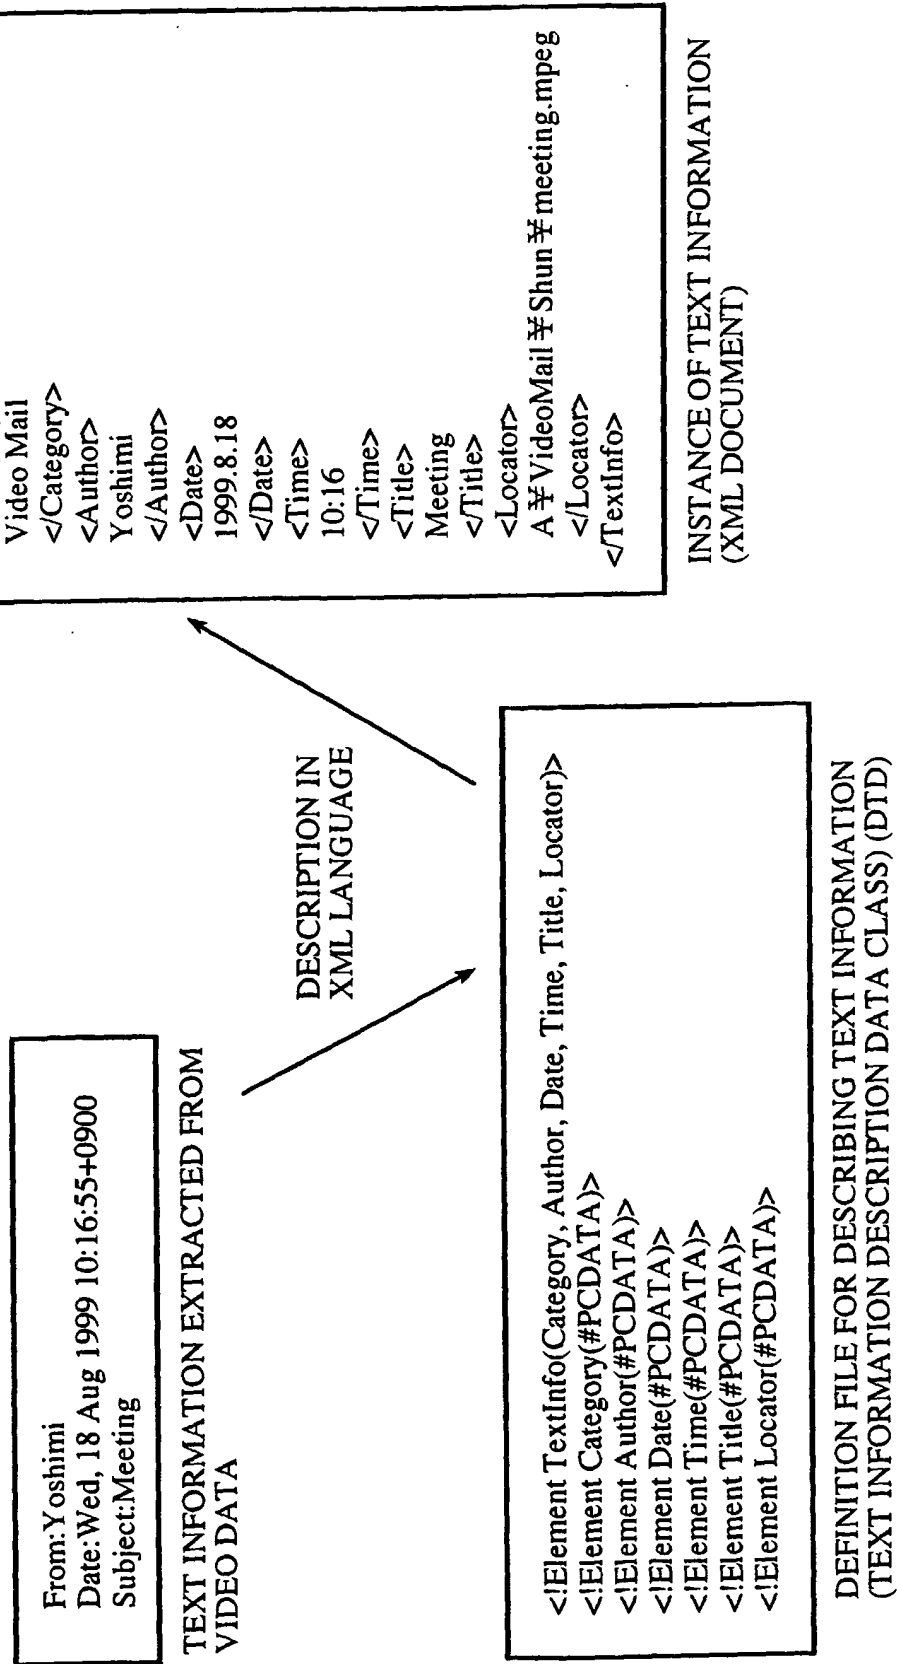 From:Yoshimi
Date:Wed, 18 Aug 1999 10:16:55+0900
Subject:Meeting
TEXT INFORMATION EXTRACTED FROM
VIDEO DATA
DESCRIPTION IN
XML LANGUAGE
<!Element TextInfo(Category, Author, Date, Time, Title, Locator)>
<!Element Category(#PCDATA)>
<!Element Author(#PCDATA)>
<!Element Date(#PCDATA)>
<!Element Time(#PCDATA)>
<!Element Title(#PCDATA)>
<!Element Locator(#PCDATA)>
DEFINITION FILE FOR DESCRIBING TEXT INFORMATION
(TEXT INFORMATION DESCRIPTION DATA CLASS) (DTD)
Video Mail
</Category>
<Author>
Yoshimi
</Author>
<Date>
1999.8.18
</Date>
<Time>
10:16
</Time>
<Title>
Meeting
</Title>
<Locator>
A¥VideoMail¥Shun¥meeting.mpeg
</Locator>
</TextInfo>
INSTANCE OF TEXT INFORMATION
(XML DOCUMENT)